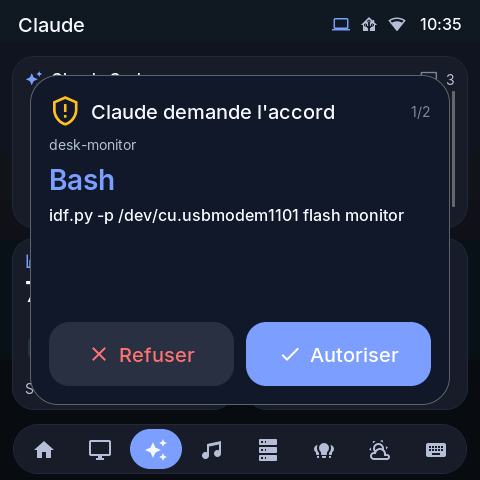 Claude
10:35
3
Claude demande l'accord
1/2
desk-monitor
Bash
idf.py -p /dev/cu.usbmodem1101 flash monitor
Refuser
Autoriser